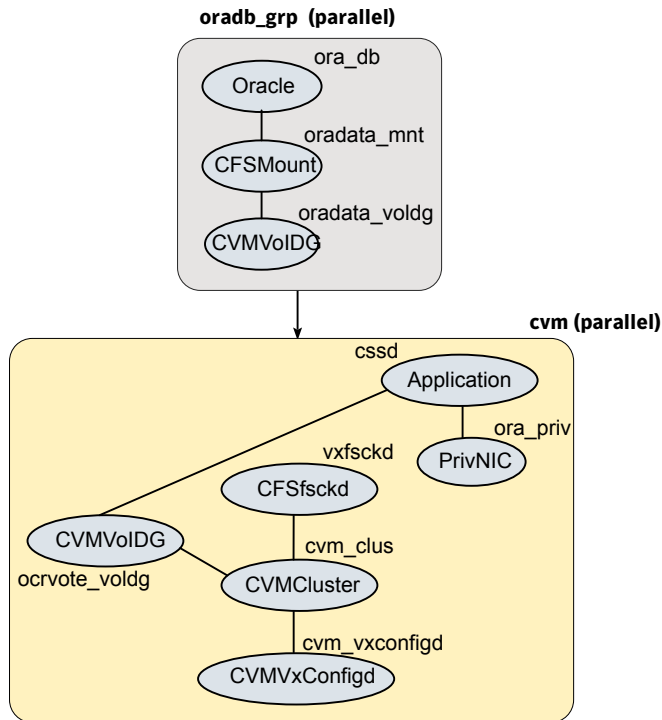 oradb_grp (parallel)
ora_db
Oracle
oradata_mnt
CFSMount
oradata_voldg
CVMVolDG
cvm (parallel)
cssd
Application
ora_priv
PrivNIC
vxfsckd
CFSfsckd
CVMVolDG
ocrvote_voldg
cvm_clus
CVMCluster
cvm_vxconfigd
CVMVxConfigd